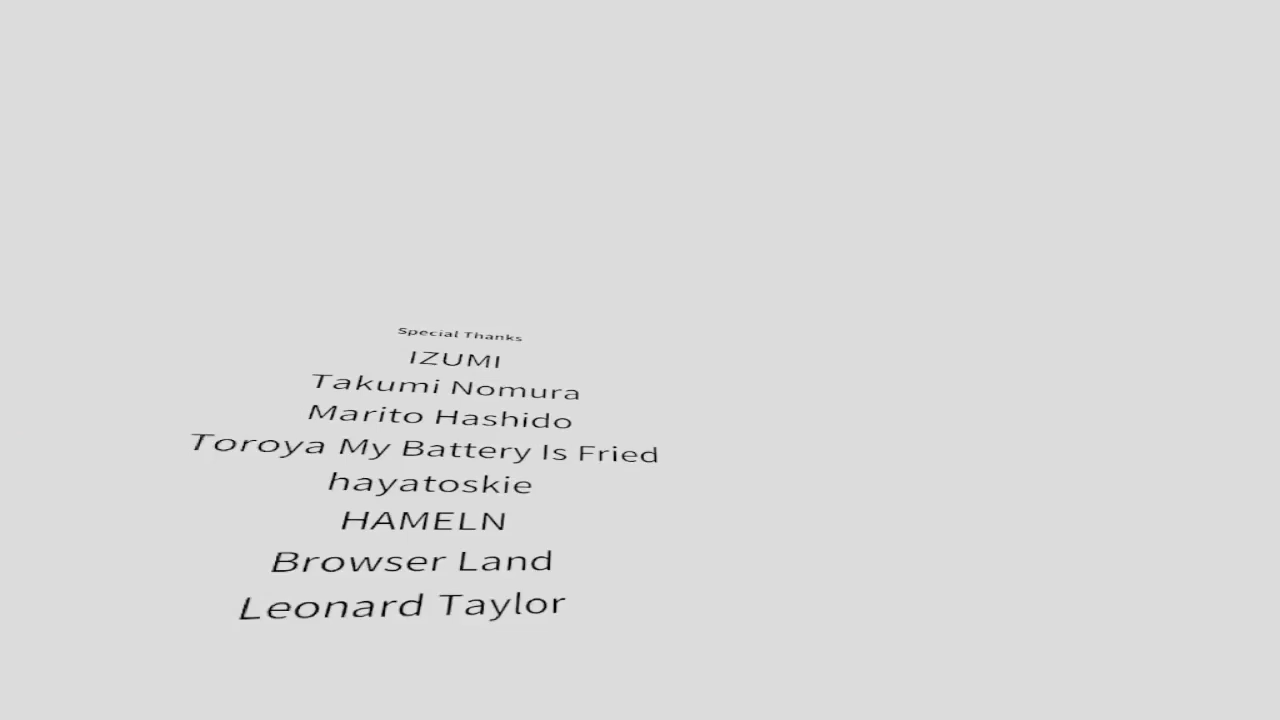 Special Thanks
IZUMI
Takumi Nomura
Marito Hashido
Toroya My Battery Is Fried
hayatoskie
HAMELN
Browser Land
Leonard Taylor